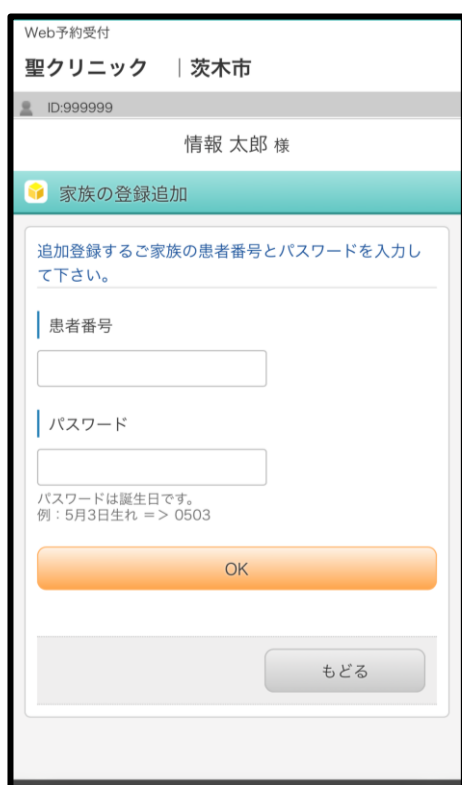 Web予約受付
聖クリニック ｜茨木市
ID:999999
情報 太郎 様
家族の登録追加
追加登録するご家族の患者番号とパスワードを入力し
て下さい。
患者番号
パスワード
パスワードは誕生日です。
例：5月3日生れ => 0503
OK
もどる